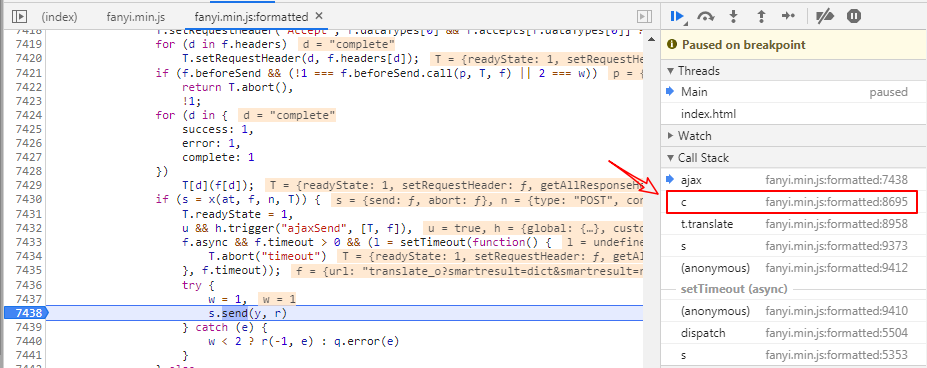 (index) fanyi.min.js fanyi.min.js:formatted ×
7418 T.setRequestHeader("Accept", f.dataTypes[0] && f.accepts[f.dataTypes[0]] ?
7419 for (d in f.headers) d = "complete"
7420 T.setRequestHeader(d, f.headers[d]); T = {readyState: 1, setRequestHe
7421 if (f.beforeSend && (!1 === f.beforeSend.call(p, T, f) || 2 === w)) p = {
7422 return T.abort(),
7423 !1;
7424 for (d in { d = "complete"
7425 success: 1,
7426 error: 1,
7427 complete: 1
7428 })
7429 T[d](f[d]); T = {readyState: 1, setRequestHeader: ƒ, getAllResponseH
7430 if (s = x(at, f, n, T)) { s = {send: ƒ, abort: ƒ}, n = {type: "POST", con
7431 T.readyState = 1,
7432 u && h.trigger("ajaxSend", [T, f]), u = true, h = {global: {…}, custo
7433 f.async && f.timeout > 0 && (l = setTimeout(function() { l = undefine
7434 T.abort("timeout") T = {readyState: 1, setRequestHeader: ƒ, getAl
7435 }, f.timeout)); f = {url: "translate_o?smartresult=dict&smartresult=r
7436 try {
7437 w = 1, w = 1
7438 s.send(y, r)
7439 } catch (e) {
7440 w < 2 ? r(-1, e) : q.error(e)
7441 }
7442 } else
Paused on breakpoint
Threads
Main paused
index.html
Watch
Call Stack
ajax fanyi.min.js:formatted:7438
c fanyi.min.js:formatted:8695
t.translate fanyi.min.js:formatted:8958
s fanyi.min.js:formatted:9373
(anonymous) fanyi.min.js:formatted:9412
setTimeout (async)
(anonymous) fanyi.min.js:formatted:9410
dispatch fanyi.min.js:formatted:5504
s fanyi.min.js:formatted:5353